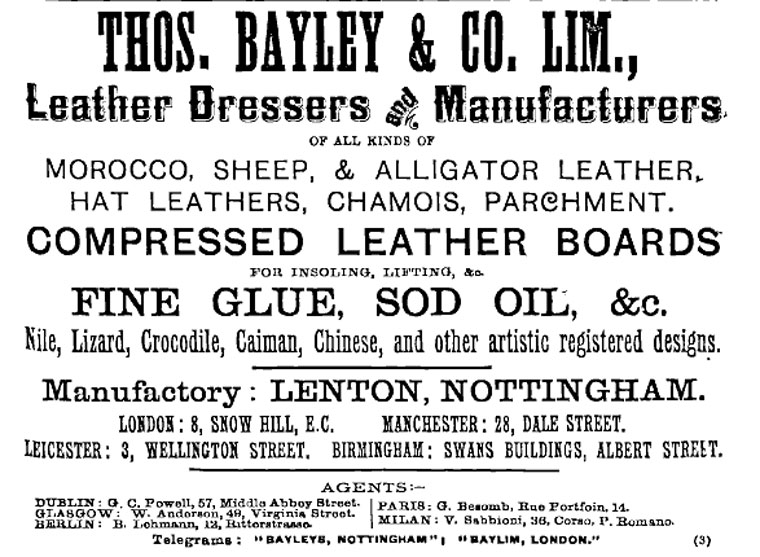 THOS. BAYLEY & CO. LIM.,
Leather Dressers and Manufacturers
OF ALL KINDS OF
MOROCCO, SHEEP, & ALLIGATOR LEATHER,
HAT LEATHERS, CHAMOIS, PARCHMENT.
COMPRESSED LEATHER BOARDS
FOR INSOLING, LIFTING, &c.
FINE GLUE, SOD OIL, &c.
Nile, Lizard, Crocodile, Caiman, Chinese, and other artistic registered designs.
Manufactory: LENTON, NOTTINGHAM.
LONDON: 8, SNOW HILL, E.C. MANCHESTER: 28, DALE STREET.
LEICESTER: 3, WELLINGTON STREET. BIRMINGHAM: SWANS BUILDINGS, ALBERT STREET.
AGENTS:—
DUBLIN: G. C. Powell, 57, Middle Abbey Street.
GLASGOW: W. Anderson, 49, Virginia Street.
BERLIN: B. Lehmann, 12, Ritterstrasse.
PARIS: G. Besomb, Rue Portfoin, 14.
MILAN: V. Sabbioni, 36, Corso, P. Romano.
Telegrams: "BAYLEYS, NOTTINGHAM"; "BAYLIM, LONDON." (3)